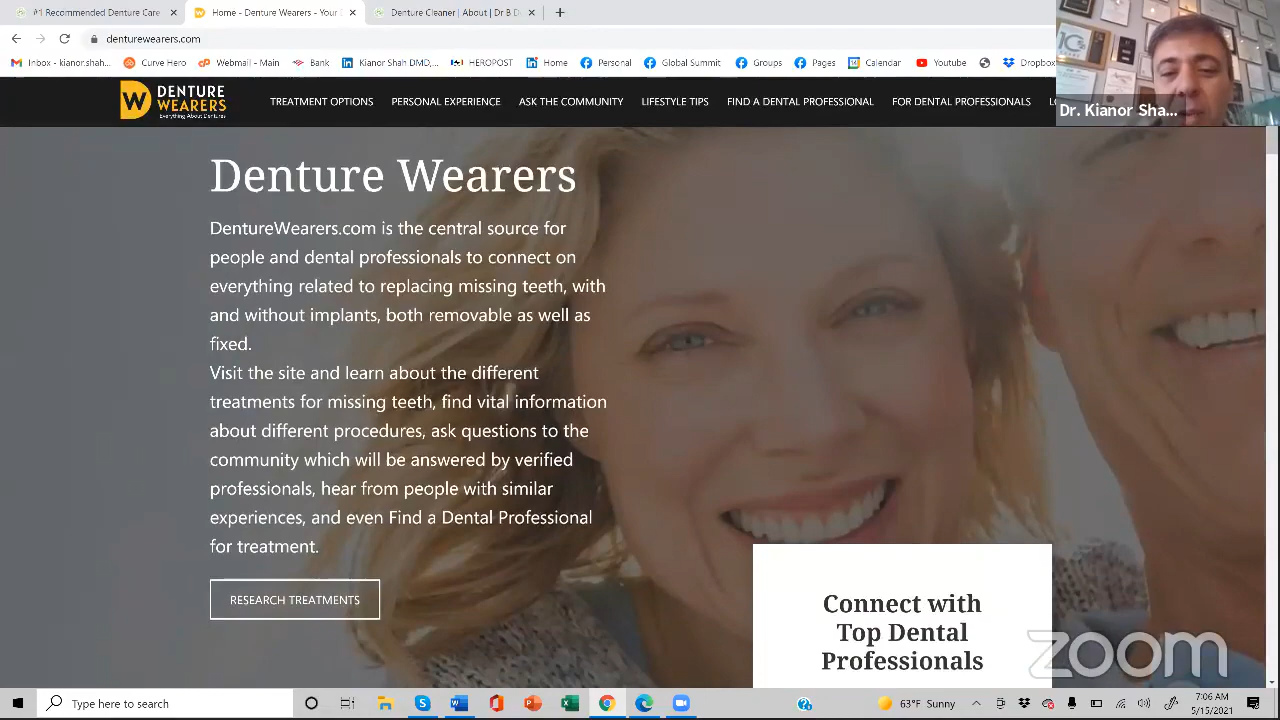 #1 Recommended Denture Care
Home - Denture Wearers - Your E
Denture Cleaner | About | Dr B D
denturewearers.com
Inbox - kianor.shah...
Curve Hero
Webmail - Main
Bank
Kianor Shah DMD,...
HEROPOST
Home
Personal
Global Summit
Groups
Pages
Calendar
Youtube
Dropbox
DENTURE
WEARERS
Everything About Dentures
TREATMENT OPTIONS
PERSONAL EXPERIENCE
ASK THE COMMUNITY
LIFESTYLE TIPS
FIND A DENTAL PROFESSIONAL
FOR DENTAL PROFESSIONALS
Dr. Kianor Sha...
Denture Wearers
DentureWearers.com is the central source for
people and dental professionals to connect on
everything related to replacing missing teeth, with
and without implants, both removable as well as
fixed.
Visit the site and learn about the different
treatments for missing teeth, find vital information
about different procedures, ask questions to the
community which will be answered by verified
professionals, hear from people with similar
experiences, and even Find a Dental Professional
for treatment.
RESEARCH TREATMENTS
Connect with
Top Dental
Professionals
zoom
Type here to search
63°F Sunny
7:06 AM
5/15/2021